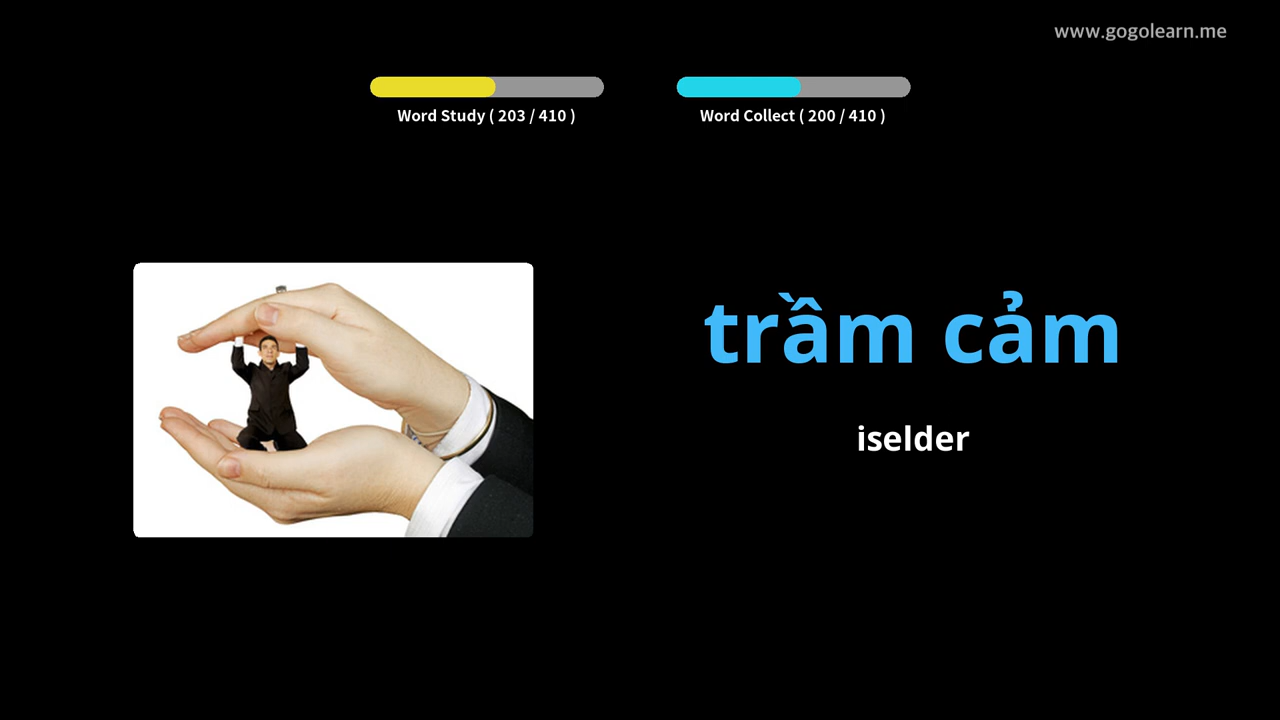 www.gogolearn.me
Word Study ( 203 / 410 )
Word Collect ( 200 / 410 )
trầm cảm
iselder